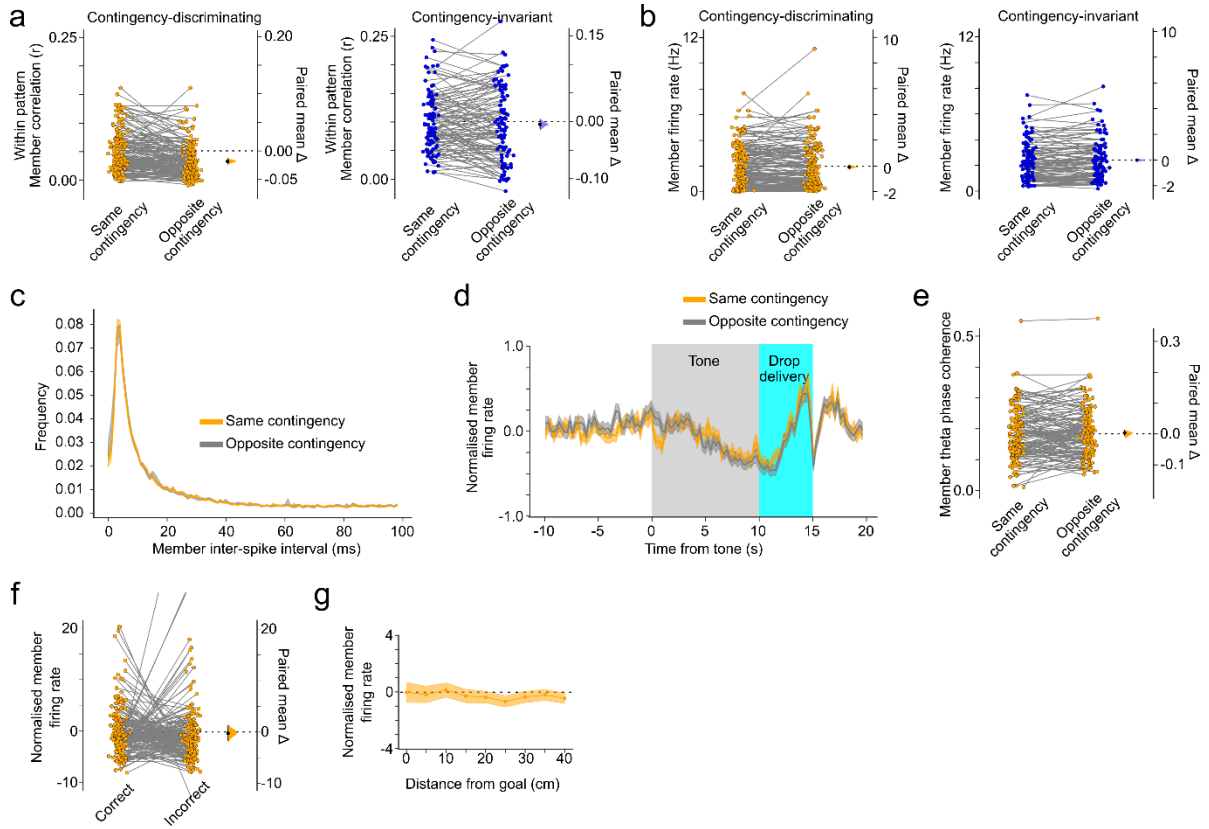 a
Contingency-discriminating
Within pattern
Member correlation (r)
0.25
0.00
0.20
0.00
-0.05
Paired mean Δ
Same
contingency
Opposite
contingency
Contingency-invariant
0.25
0.00
0.15
0.00
-0.10
Within pattern
Member correlation (r)
Paired mean Δ
Same
contingency
Opposite
contingency
b
Contingency-discriminating
Member firing rate (Hz)
12
0
10
0
-2
Paired mean Δ
Same
contingency
Opposite
contingency
Contingency-invariant
Member firing rate (Hz)
12
0
10
0
-2
Paired mean Δ
Same
contingency
Opposite
contingency
c
Frequency
0.08
0.07
0.06
0.05
0.04
0.03
0.02
0.01
0.00
Same contingency
Opposite contingency
0 20 40 60 80 100
Member inter-spike interval (ms)
d
Same contingency
Opposite contingency
Normalised member
firing rate
1.0
0.0
-1.0
Tone
Drop
delivery
-10 -5 0 5 10 15 20
Time from tone (s)
e
Member theta phase coherence
0.5
0.0
0.3
0.0
-0.1
Paired mean Δ
Same
contingency
Opposite
contingency
f
Normalised member
firing rate
20
10
0
-10
20
10
0
-10
Paired mean Δ
Correct
Incorrect
g
Normalised member
firing rate
4
0
-4
0 10 20 30 40
Distance from goal (cm)